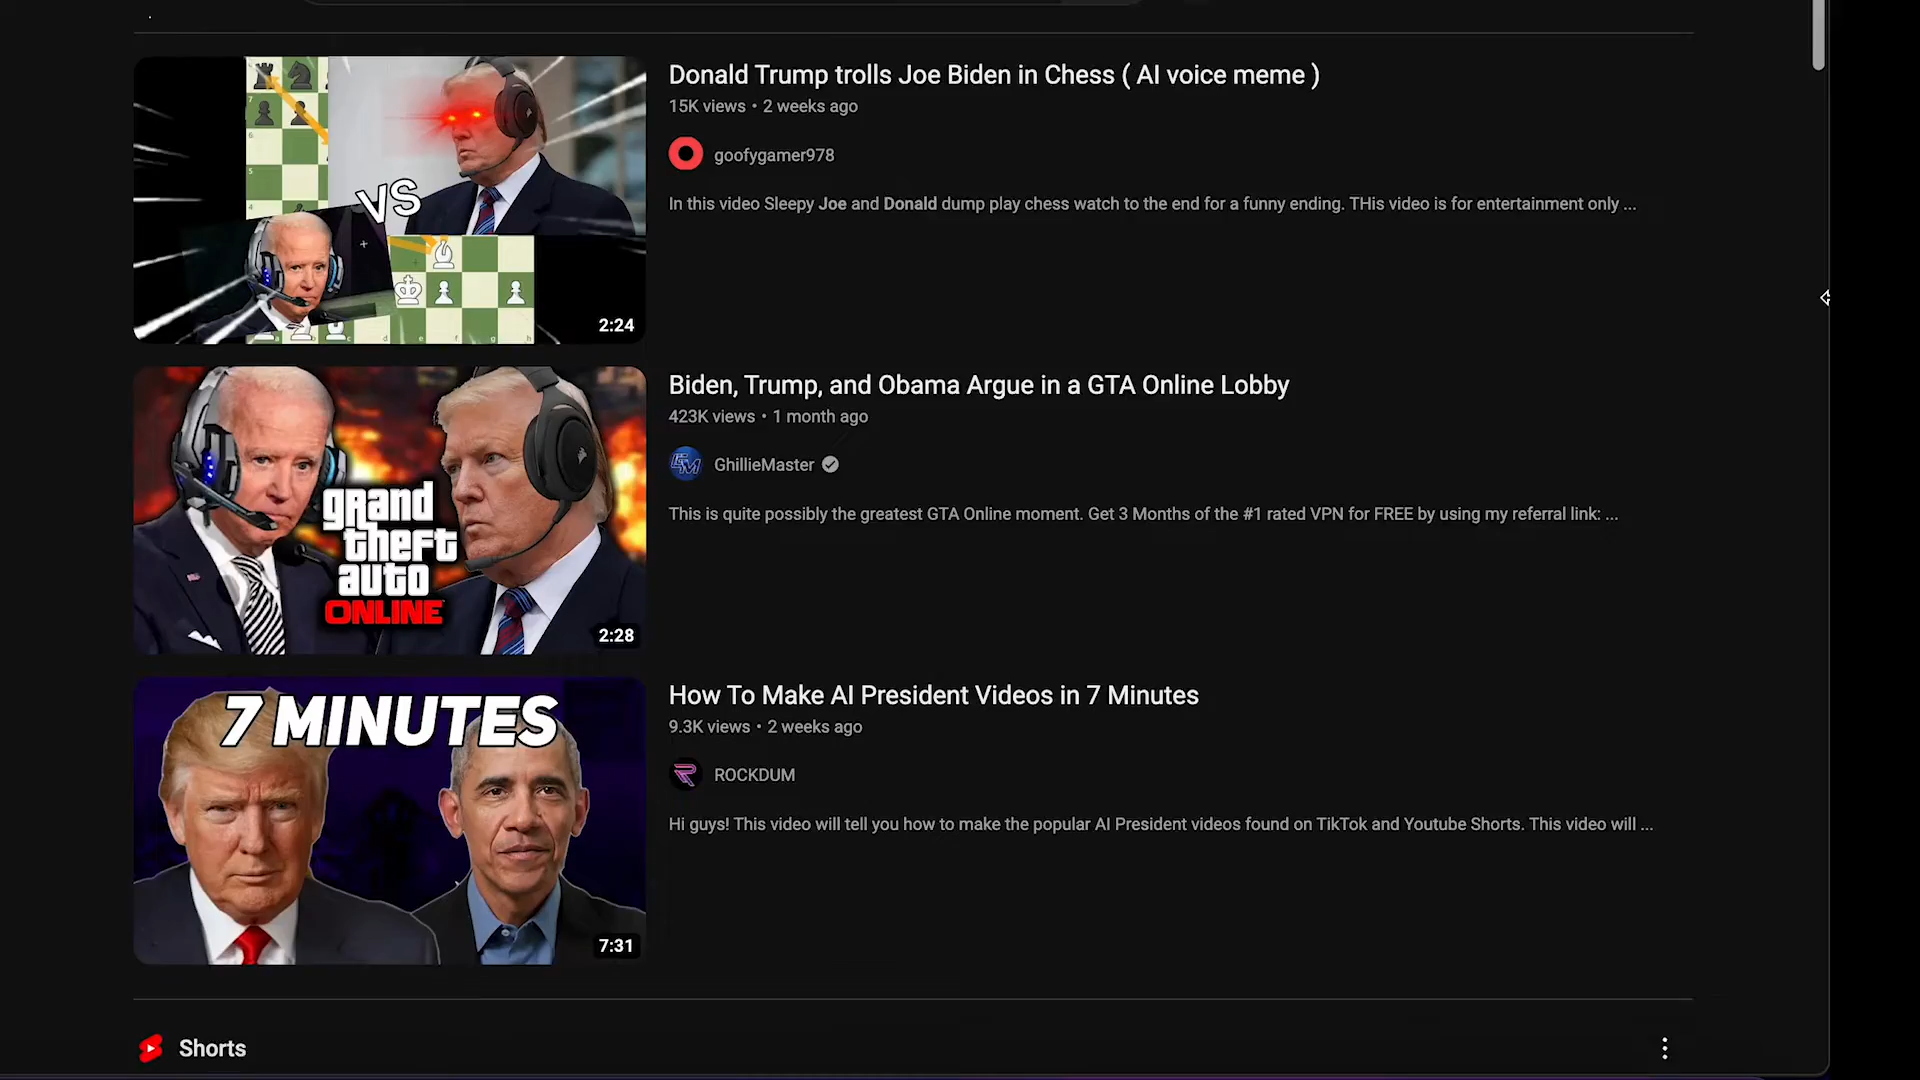 Donald Trump trolls Joe Biden in Chess ( AI voice meme )
15K views • 2 weeks ago
goofygamer978
In this video Sleepy Joe and Donald dump play chess watch to the end for a funny ending. THis video is for entertainment only ...
VS
2:24
Biden, Trump, and Obama Argue in a GTA Online Lobby
423K views • 1 month ago
GhillieMaster
This is quite possibly the greatest GTA Online moment. Get 3 Months of the #1 rated VPN for FREE by using my referral link: ...
grand
theft
auto
ONLINE
2:28
How To Make AI President Videos in 7 Minutes
9.3K views • 2 weeks ago
ROCKDUM
Hi guys! This video will tell you how to make the popular AI President videos found on TikTok and Youtube Shorts. This video will ...
7 MINUTES
7:31
Shorts